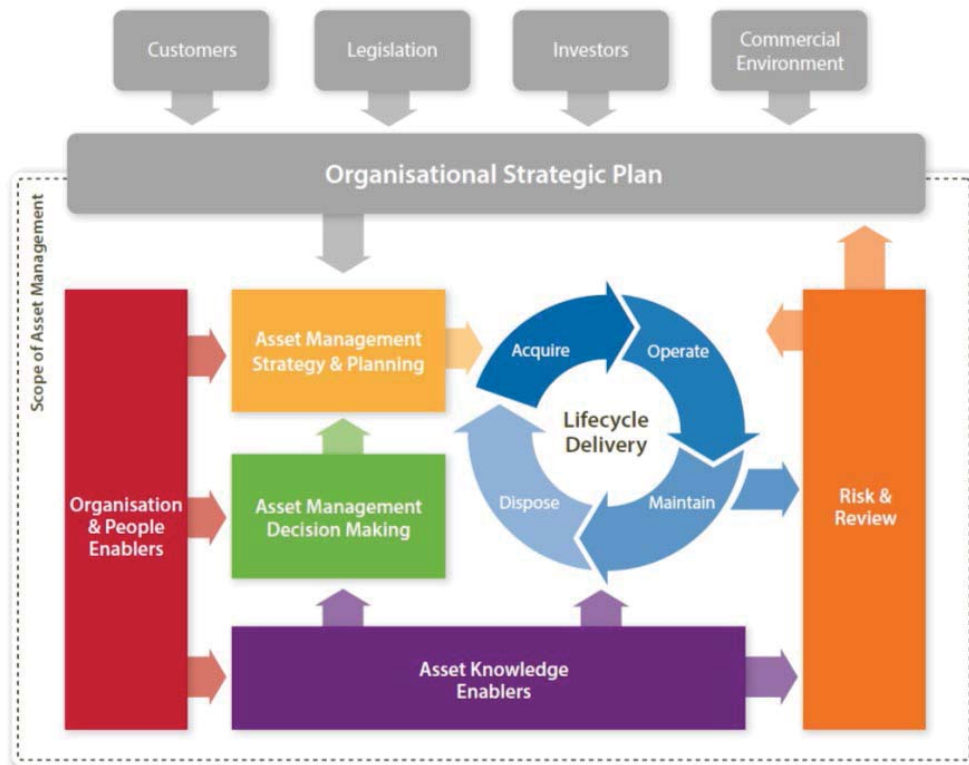 Customers
Legislation
Investors
Commercial
Environment
Organisational Strategic Plan
Scope of Asset Management
Organisation
& People
Enablers
Asset Management
Strategy & Planning
Asset Management
Decision Making
Acquire
Operate
Lifecycle
Delivery
Dispose
Maintain
Risk &
Review
Asset Knowledge
Enablers